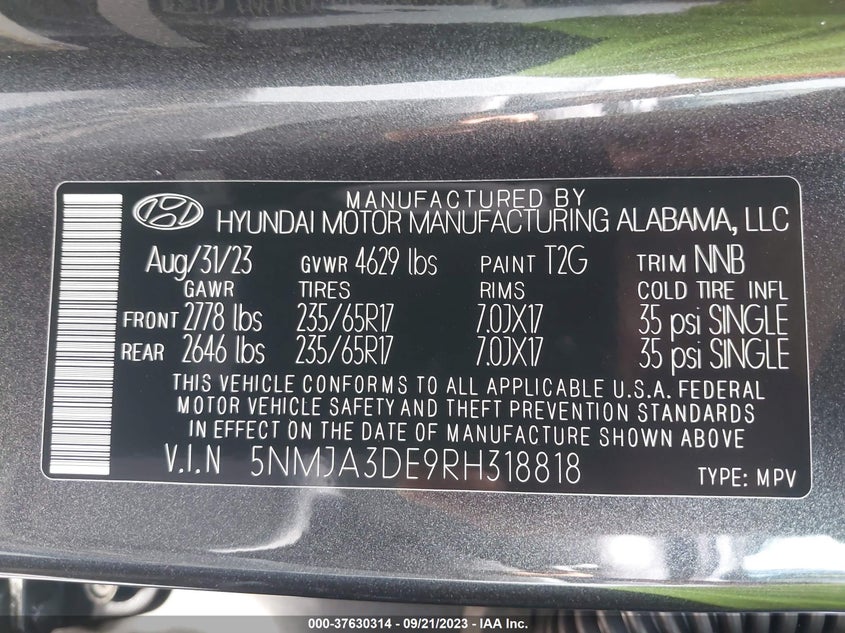 MANUFACTURED BY
HYUNDAI MOTOR MANUFACTURING ALABAMA, LLC
Aug/31/23 GVWR 4629 lbs PAINT T2G TRIM NNB
GAWR TIRES RIMS COLD TIRE INFL
FRONT 2778 lbs 235/65R17 7.0JX17 35 psi SINGLE
REAR 2646 lbs 235/65R17 7.0JX17 35 psi SINGLE
THIS VEHICLE CONFORMS TO ALL APPLICABLE U.S.A. FEDERAL
MOTOR VEHICLE SAFETY AND THEFT PREVENTION STANDARDS
IN EFFECT ON THE DATE OF MANUFACTURE SHOWN ABOVE
V.I.N 5NMJA3DE9RH318818 TYPE: MPV
000-37630314 - 09/21/2023 - IAA Inc.